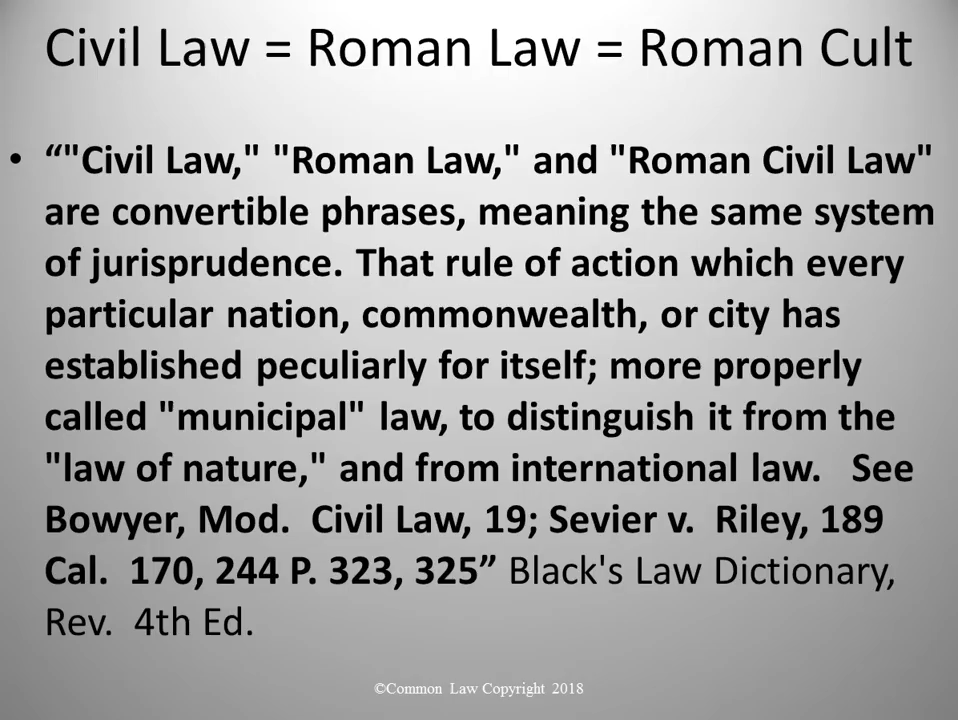 Civil Law = Roman Law = Roman Cult
• “"Civil Law," "Roman Law," and "Roman Civil Law"
are convertible phrases, meaning the same system
of jurisprudence. That rule of action which every
particular nation, commonwealth, or city has
established peculiarly for itself; more properly
called "municipal" law, to distinguish it from the
"law of nature," and from international law.   See
Bowyer, Mod.  Civil Law, 19; Sevier v.  Riley, 189
Cal.  170, 244 P. 323, 325” Black's Law Dictionary,
Rev.  4th Ed.
©Common Law Copyright 2018